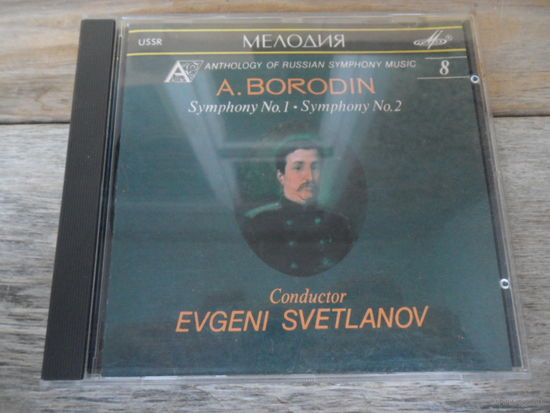 USSR
МЕЛОДИЯ
ANTHOLOGY OF RUSSIAN SYMPHONY MUSIC
8
A. BORODIN
Symphony No. 1 • Symphony No. 2
Conductor
EVGENI SVETLANOV